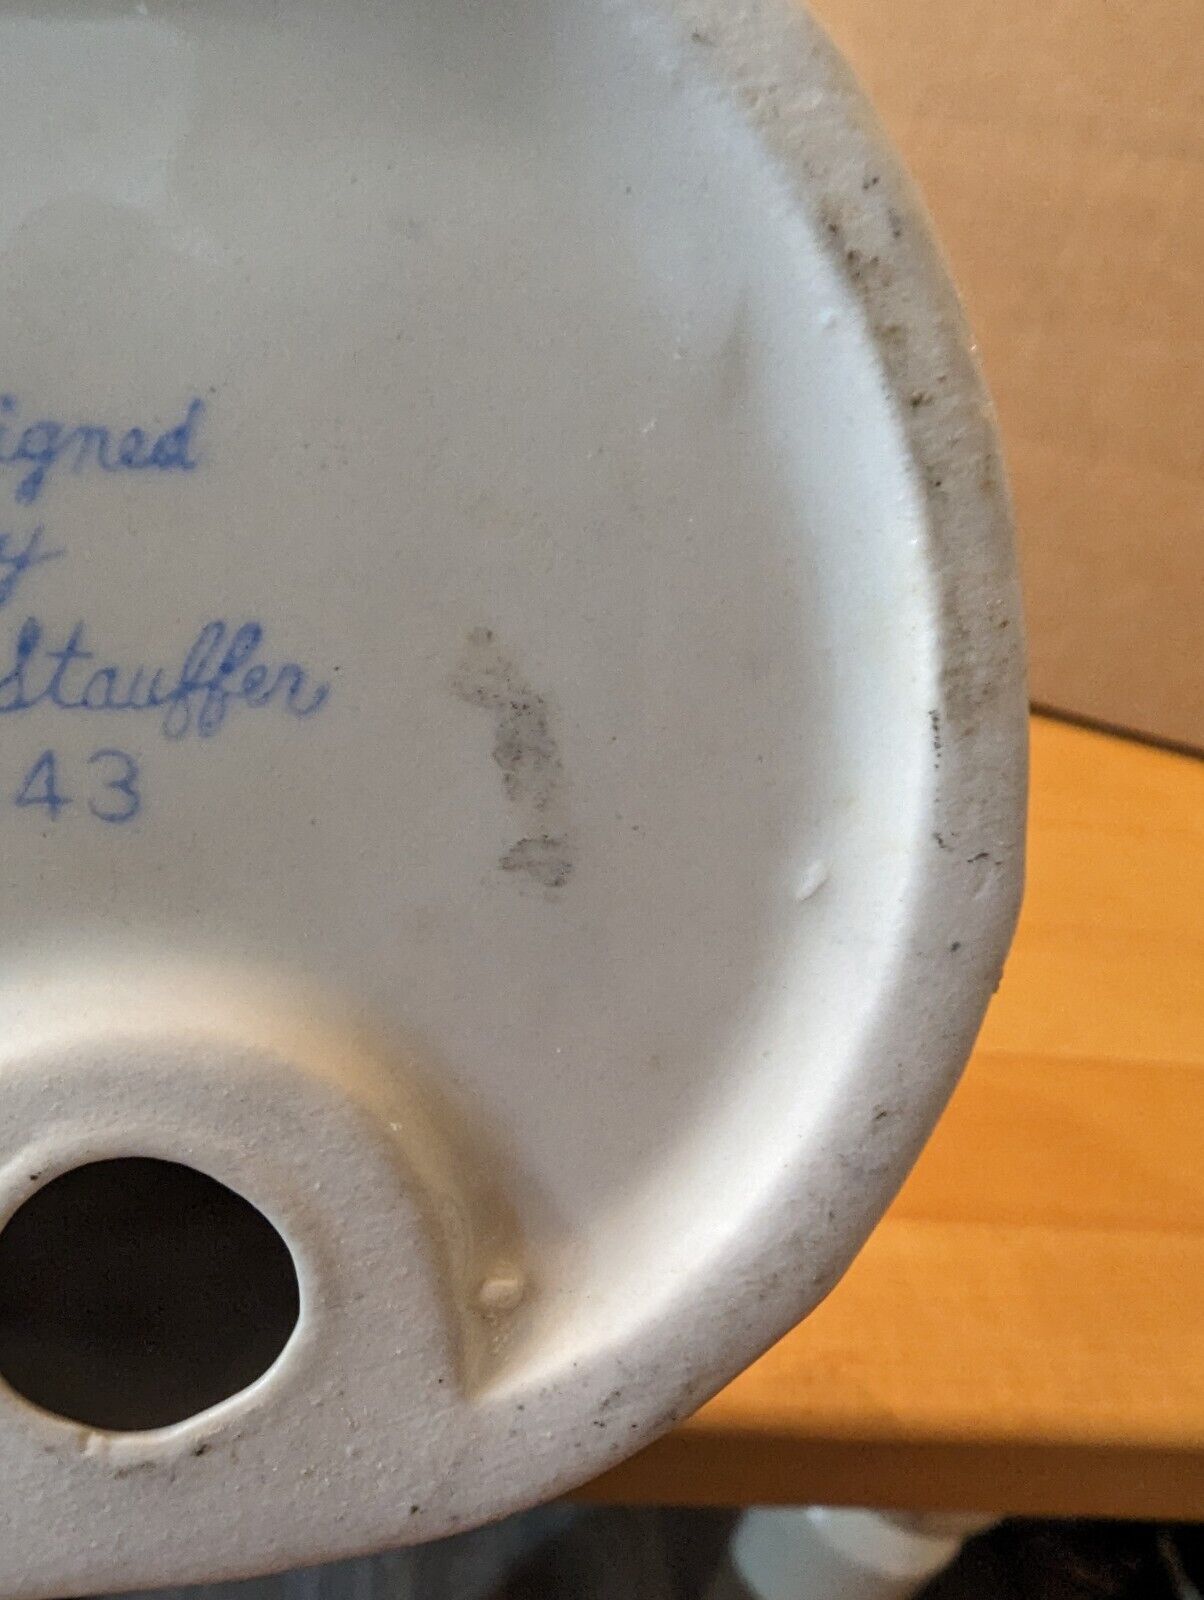 igned
y
Stauffer
43